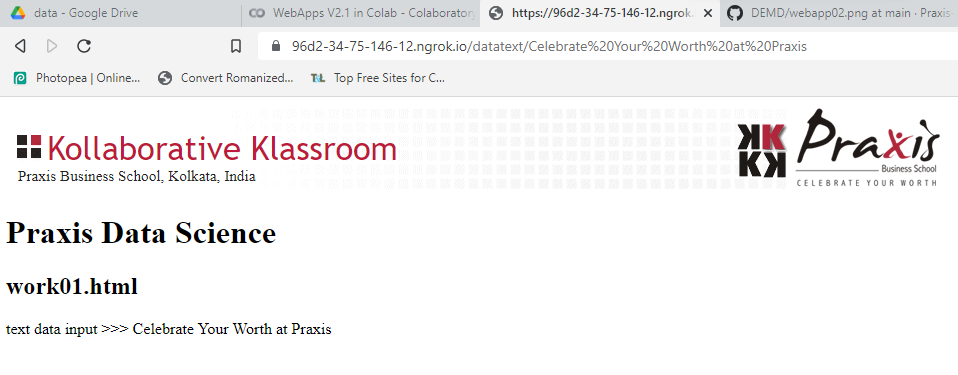 data - Google Drive
WebApps V2.1 in Colab - Colaboratory
https://96d2-34-75-146-12.ngrok.
DEMD/webapp02.png at main · Praxis
96d2-34-75-146-12.ngrok.io/datatext/Celebrate%20Your%20Worth%20at%20Praxis
Photopea | Online...
Convert Romanized...
T4L
Top Free Sites for C...
Kollaborative Klassroom
Praxis Business School, Kolkata, India
KK
KK
Praxis
Business School
CELEBRATE YOUR WORTH
Praxis Data Science
work01.html
text data input >>> Celebrate Your Worth at Praxis